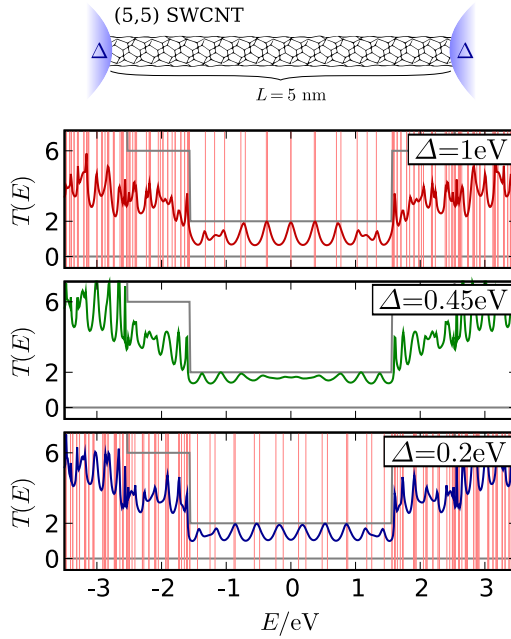 (5,5) SWCNT
Δ Δ
L = 5 nm
Δ=1eV
T(E)
6
2
0
Δ=0.45eV
T(E)
6
2
0
Δ=0.2eV
T(E)
6
2
0
-3 -2 -1 0 1 2 3
E/eV